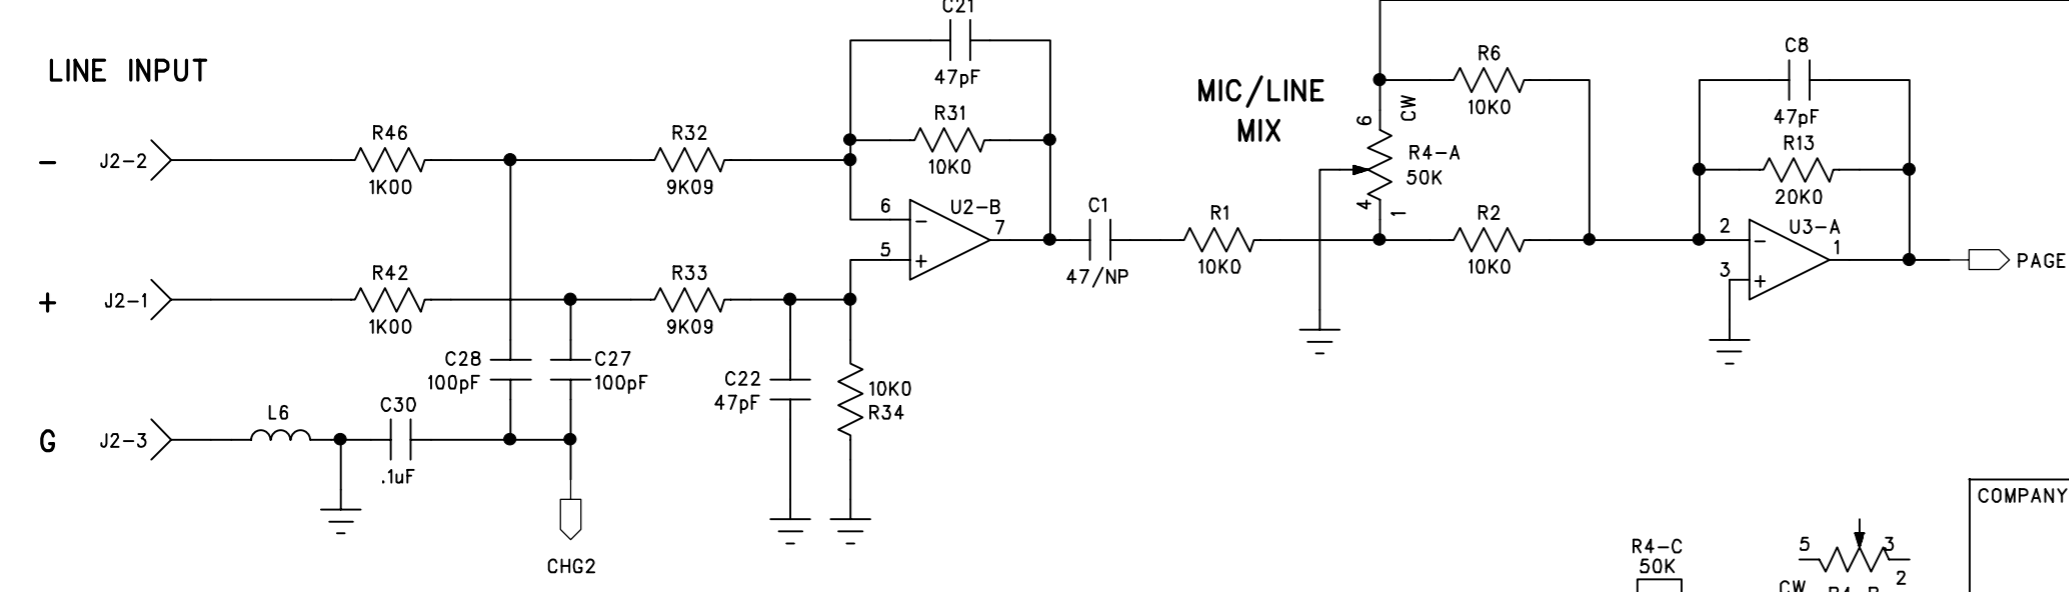 C21
47pF
R31
10K0
LINE INPUT
- J2-2
R46
1K00
R32
9K09
6
-
U2-B
7
5
+
+ J2-1
R42
1K00
R33
9K09
C28
100pF
C27
100pF
C22
47pF
10K0
R34
G J2-3
L6
C30
.1uF
CHG2
C1
47/NP
R1
10K0
MIC/LINE
MIX
6
CW
R4-A
50K
4
1
R6
10K0
R2
10K0
C8
47pF
R13
20K0
2
-
U3-A
1
3
+
PAGE
COMPANY
R4-C
50K
5
3
2
CW
R4-B